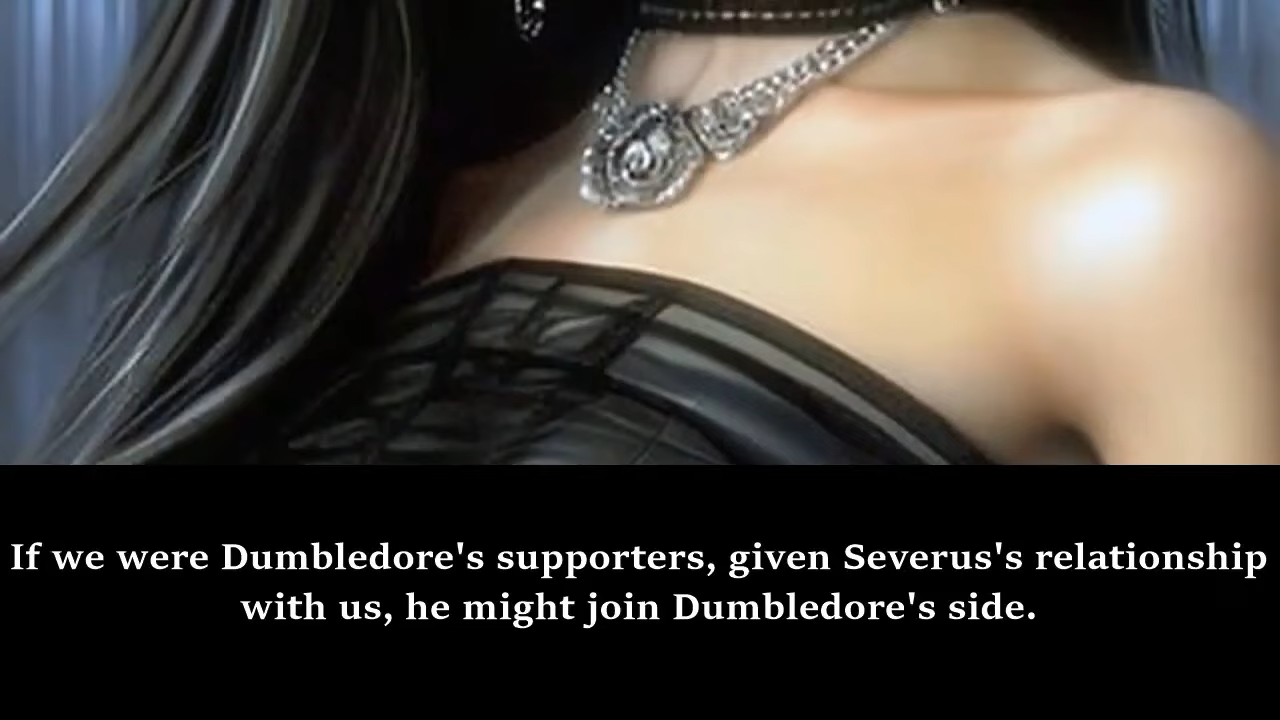 If we were Dumbledore's supporters, given Severus's relationship
with us, he might join Dumbledore's side.